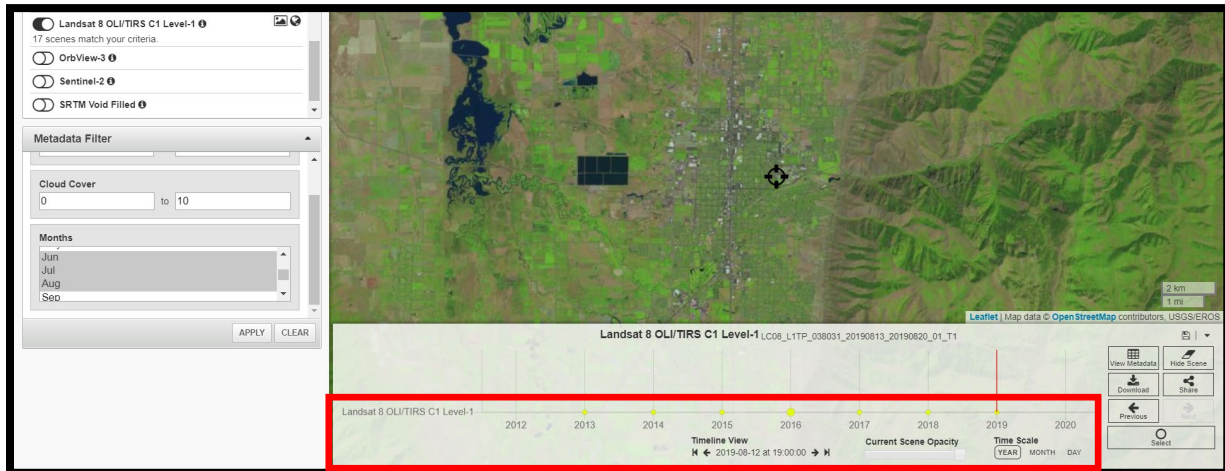 Landsat 8 OLI/TIRS C1 Level-1
17 scenes match your criteria.
OrbView-3
Sentinel-2
SRTM Void Filled
Metadata Filter
Cloud Cover
0 to 10
Months
Jun
Jul
Aug
Sep
APPLY CLEAR
2 km
1 mi
Leaflet | Map data © OpenStreetMap contributors, USGS/EROS
Landsat 8 OLI/TIRS C1 Level-1 LC08_L1TP_038031_20190813_20190820_01_T1
View Metadata Hide Scene
Download Share
Previous Next
Select
Landsat 8 OLI/TIRS C1 Level-1
2012 2013 2014 2015 2016 2017 2018 2019 2020
Timeline View Current Scene Opacity Time Scale
2019-08-12 at 19:00:00 YEAR MONTH DAY